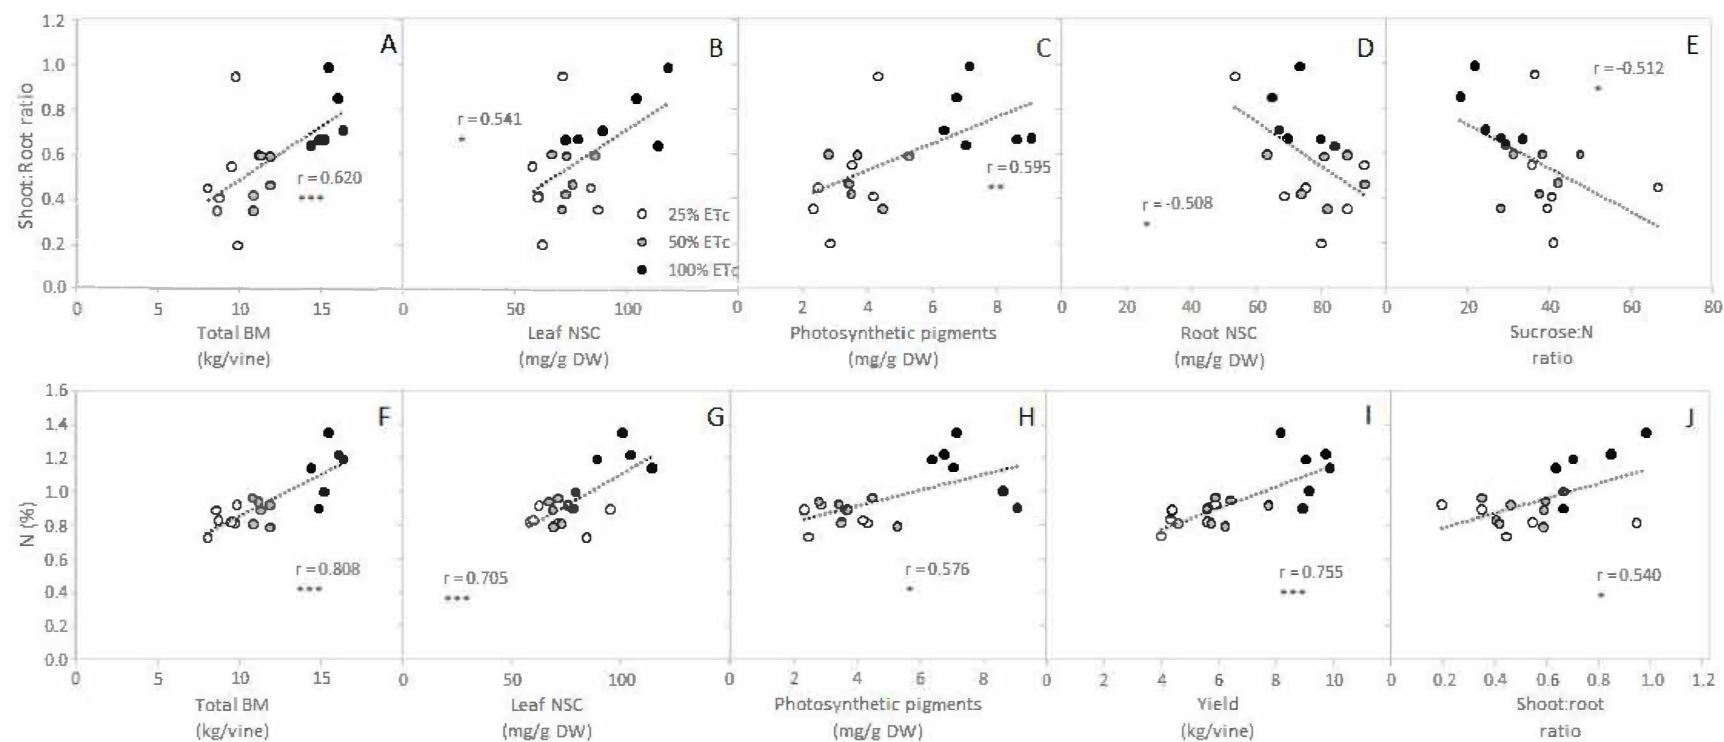 Shoot:Root ratio
1.2
1.0
0.8
0.6
0.4
0.2
0.0
A
r = 0.620
***
0 5 10 15
Total BM
(kg/vine)
B
r = 0.541
*
25% ETc
50% ETc
100% ETc
0 50 100
Leaf NSC
(mg/g DW)
C
r = 0.595
**
0 2 4 6 8
Photosynthetic pigments
(mg/g DW)
D
r = -0.508
*
0 20 40 60 80
Root NSC
(mg/g DW)
E
r = -0.512
*
0 20 40 60 80
Sucrose:N
ratio
N (%)
1.6
1.4
1.2
1.0
0.8
0.6
0.4
0.2
0.0
F
r = 0.808
***
0 5 10 15
Total BM
(kg/vine)
G
r = 0.705
***
0 50 100
Leaf NSC
(mg/g DW)
H
r = 0.576
*
0 2 4 6 8
Photosynthetic pigments
(mg/g DW)
I
r = 0.755
***
0 2 4 6 8 10
Yield
(kg/vine)
J
r = 0.540
*
0 0.2 0.4 0.6 0.8 1.0 1.2
Shoot:root
ratio